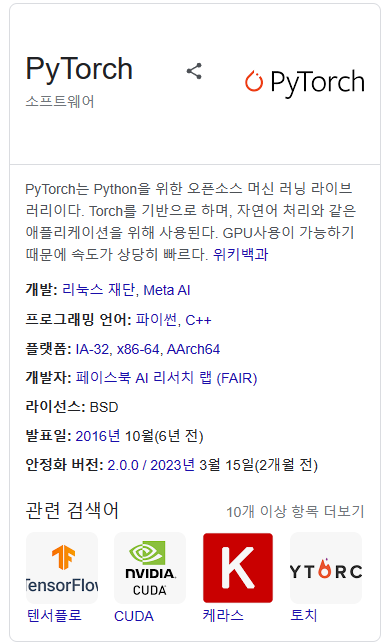 PyTorch
소프트웨어
PyTorch
PyTorch는 Python을 위한 오픈소스 머신 러닝 라이브
러리이다. Torch를 기반으로 하며, 자연어 처리와 같은
애플리케이션을 위해 사용된다. GPU사용이 가능하기
때문에 속도가 상당히 빠르다. 위키백과
개발: 리눅스 재단, Meta AI
프로그래밍 언어: 파이썬, C++
플랫폼: IA-32, x86-64, AArch64
개발자: 페이스북 AI 리서치 랩 (FAIR)
라이선스: BSD
발표일: 2016년 10월(6년 전)
안정화 버전: 2.0.0 / 2023년 3월 15일(2개월 전)
관련 검색어
10개 이상 항목 더보기
TensorFlow
NVIDIA.
CUDA
K
YTORC
텐서플로
CUDA
케라스
토치